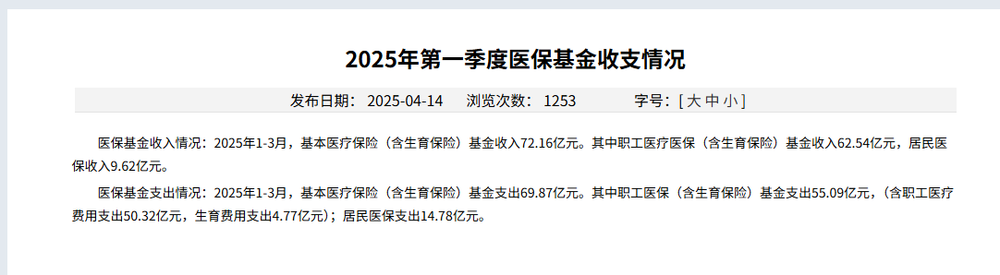 2025年第一季度医保基金收支情况
发布日期： 2025-04-14 浏览次数： 1253 字号：[ 大 中 小 ]
医保基金收入情况：2025年1-3月，基本医疗保险（含生育保险）基金收入72.16亿元。其中职工医疗医保（含生育保险）基金收入62.54亿元，居民医
保收入9.62亿元。
医保基金支出情况：2025年1-3月，基本医疗保险（含生育保险）基金支出69.87亿元。其中职工医保（含生育保险）基金支出55.09亿元，（含职工医疗
费用支出50.32亿元，生育费用支出4.77亿元）；居民医保支出14.78亿元。